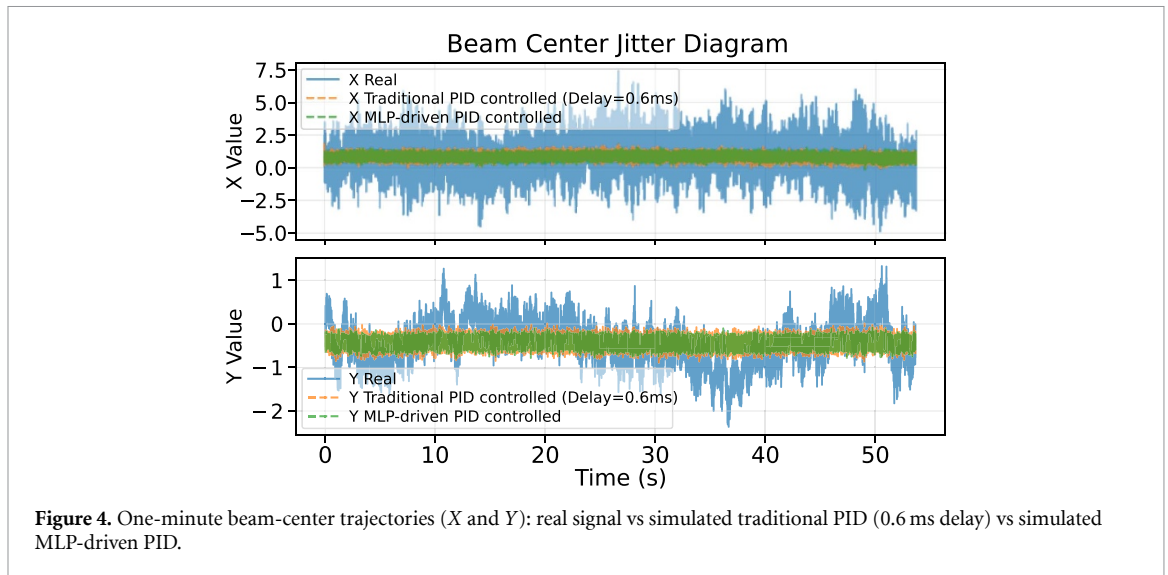 Beam Center Jitter Diagram
7.5
5.0
2.5
0.0
−2.5
−5.0
X Value
X Real
X Traditional PID controlled (Delay=0.6ms)
X MLP-driven PID controlled
1
0
−1
−2
Y Value
Y Real
Y Traditional PID controlled (Delay=0.6ms)
Y MLP-driven PID controlled
0 10 20 30 40 50
Time (s)
Figure 4. One-minute beam-center trajectories (X and Y): real signal vs simulated traditional PID (0.6 ms delay) vs simulated
MLP-driven PID.